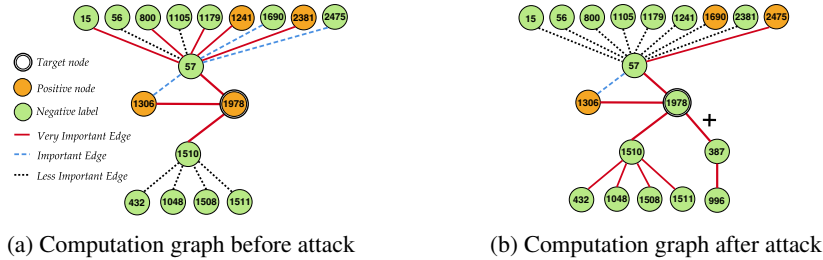 15 56 800 1105 1179 1241 1690 2381 2475
57
1306 1978
1510
432 1048 1508 1511
Target node
Positive node
Negative label
Very Important Edge
Important Edge
Less Important Edge
(a) Computation graph before attack
15 56 800 1105 1179 1241 1690 2381 2475
57
1306 1978
+
1510 387
432 1048 1508 1511 996
(b) Computation graph after attack